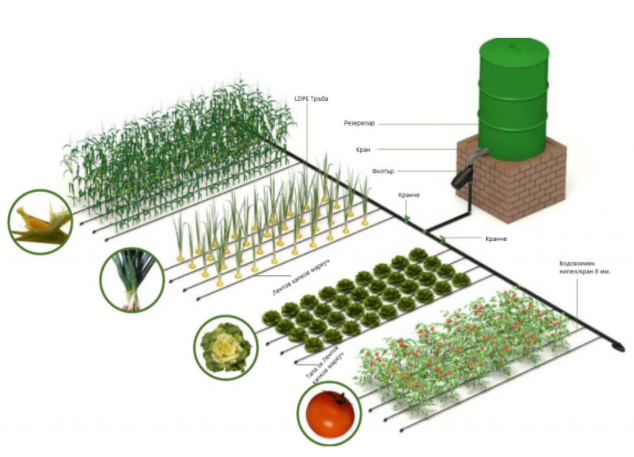 LDPE Тръба
Резервоар
Кран
Филтър
Кранче
Кранче
Водовземен
нипел/кран 8 мм.
Лентов капков маркуч
Тапа за Лентов
капков маркуч